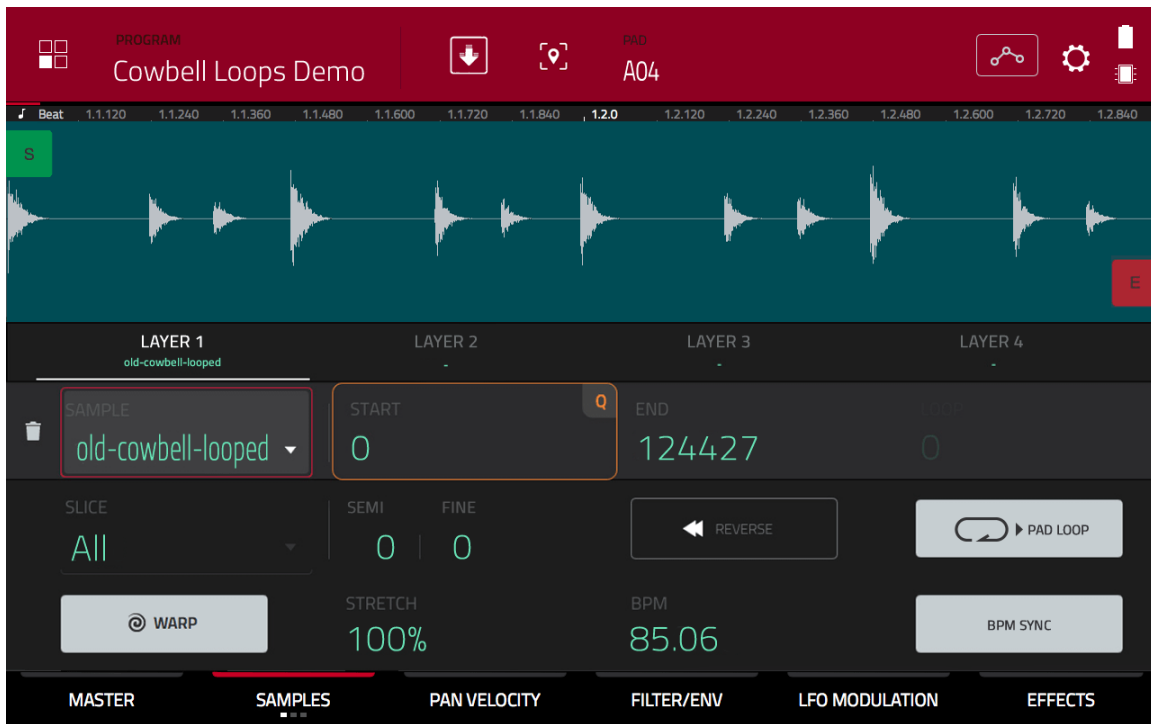 PROGRAM
Cowbell Loops Demo
PAD
A04
Beat 1.1.120 1.1.240 1.1.360 1.1.480 1.1.600 1.1.720 1.1.840 1.2.0 1.2.120 1.2.240 1.2.360 1.2.480 1.2.600 1.2.720 1.2.840
S
E
LAYER 1 LAYER 2 LAYER 3 LAYER 4
old-cowbell-looped - - -
SAMPLE START Q END LOOP
old-cowbell-looped 0 124427 0
SLICE SEMI FINE
All 0 0 REVERSE PAD LOOP
STRETCH BPM
WARP 100% 85.06 BPM SYNC
MASTER SAMPLES PAN VELOCITY FILTER/ENV LFO MODULATION EFFECTS